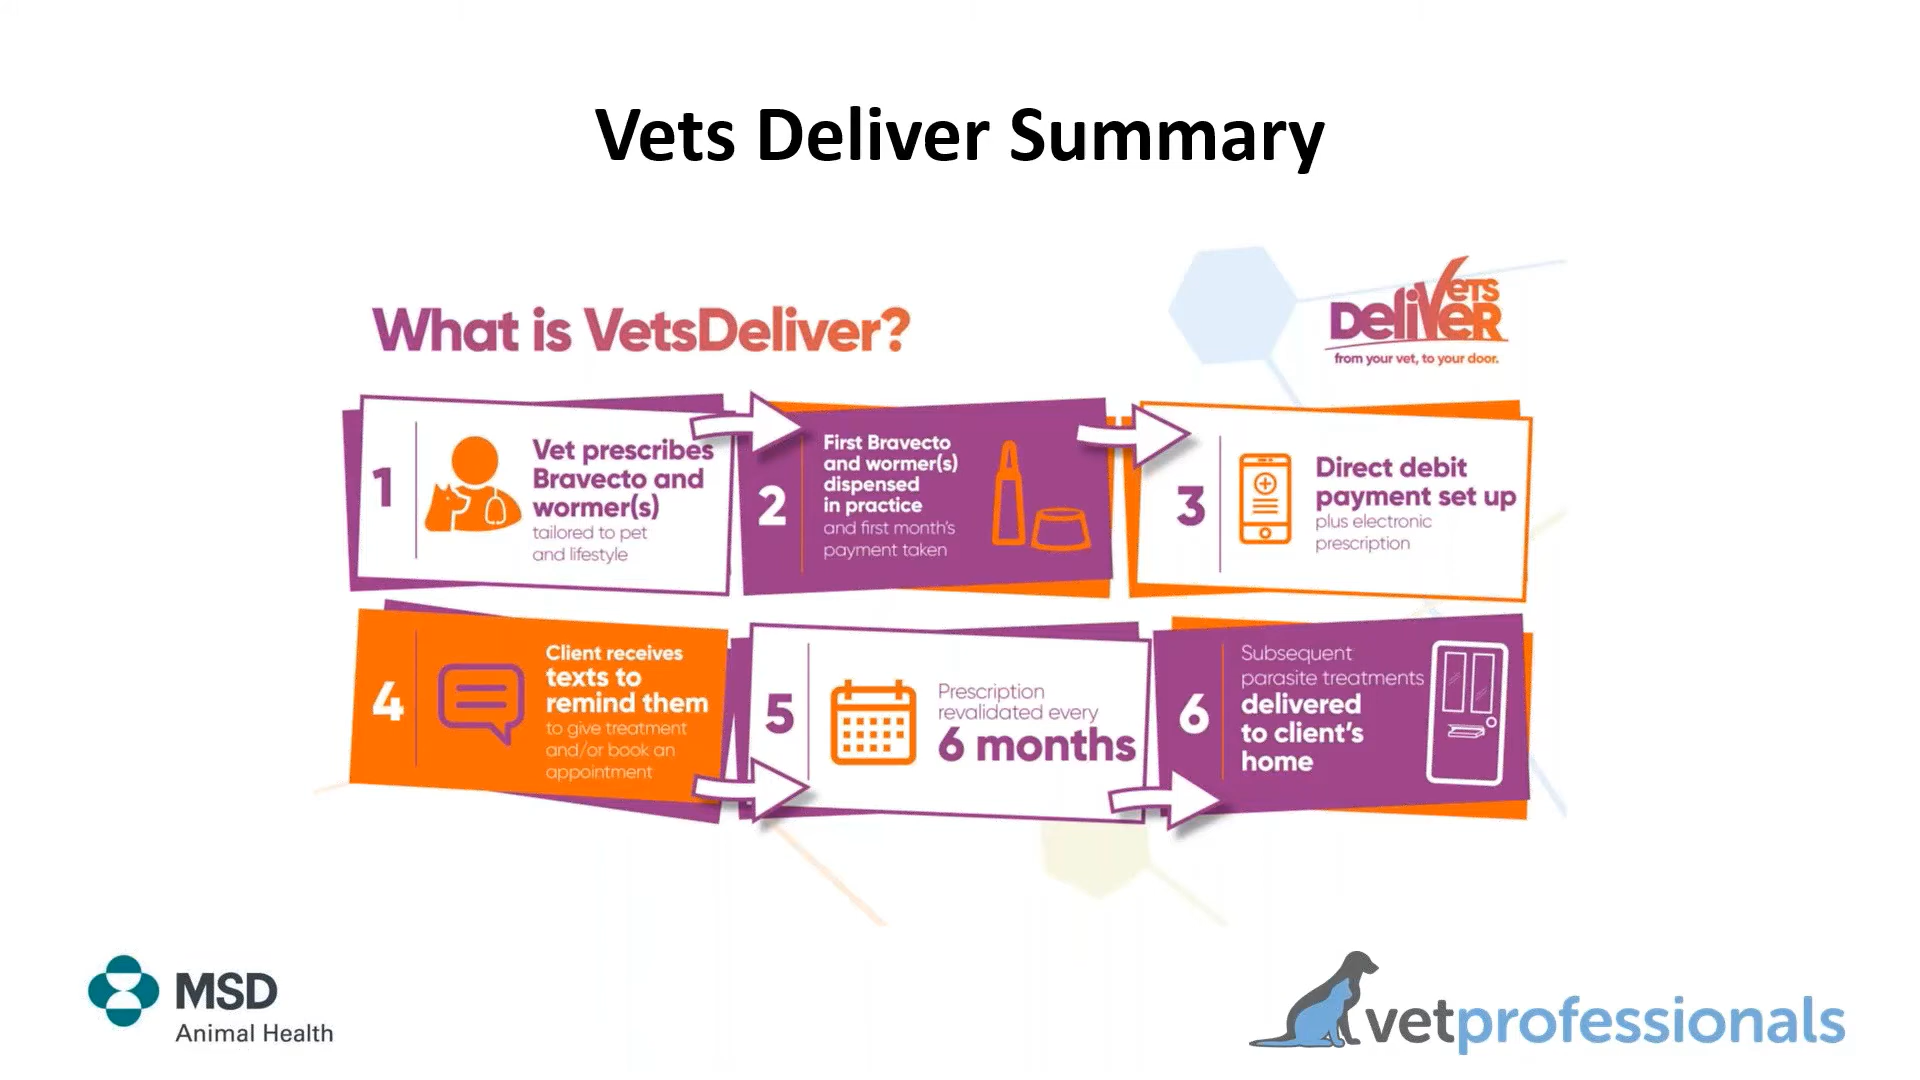 Vets Deliver Summary
What is VetsDeliver?
Vets
Deliver
from your vet, to your door.
1
Vet prescribes
Bravecto and
wormer(s)
tailored to pet
and lifestyle
2
First Bravecto
and wormer(s)
dispensed
in practice
and first month's
payment taken
3
Direct debit
payment set up
plus electronic
prescription
4
Client receives
texts to
remind them
to give treatment
and/or book an
appointment
5
Prescription
revalidated every
6 months
6
Subsequent
parasite treatments
delivered
to client's
home
MSD
Animal Health
vetprofessionals